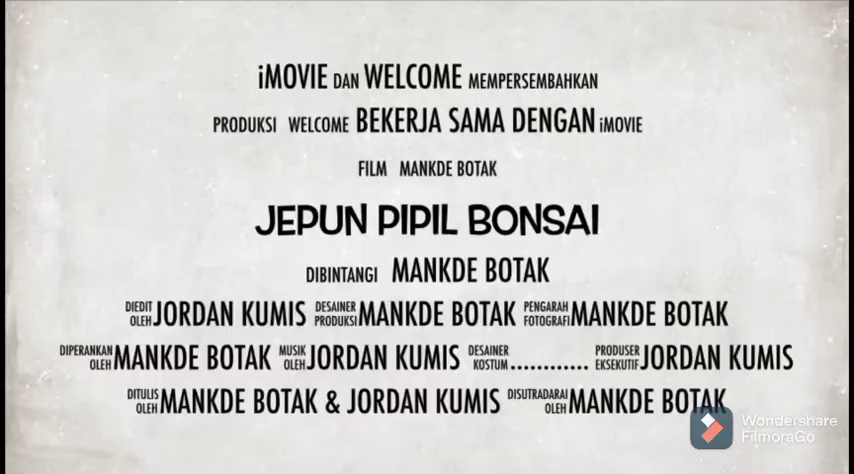 iMOVIE DAN WELCOME MEMPERSEMBAHKAN
PRODUKSI WELCOME BEKERJA SAMA DENGAN iMOVIE
FILM MANKDE BOTAK
JEPUN PIPIL BONSAI
DIBINTANGI MANKDE BOTAK
DIEDIT OLEH JORDAN KUMIS DESAINER PRODUKSI MANKDE BOTAK PENGARAH FOTOGRAFI MANKDE BOTAK
DIPERANKAN OLEH MANKDE BOTAK MUSIK OLEH JORDAN KUMIS DESAINER KOSTUM ............ PRODUSER EKSEKUTIF JORDAN KUMIS
DITULIS OLEH MANKDE BOTAK & JORDAN KUMIS DISUTRADARAI OLEH MANKDE BOTAK
Wondershare
FilmoraGo